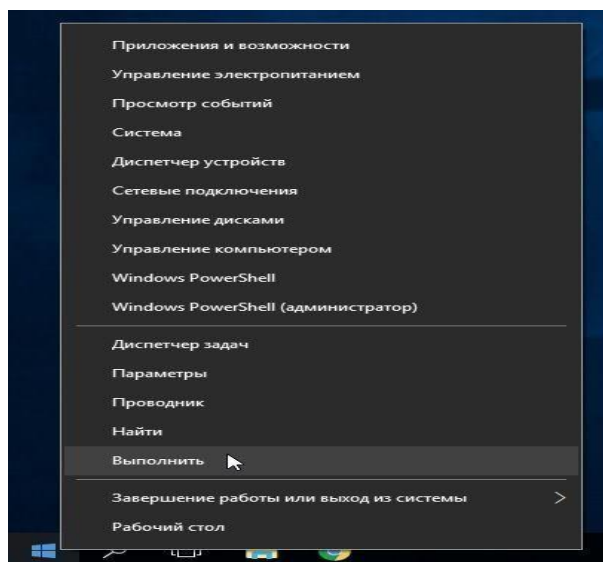 Приложения и возможности
Управление электропитанием
Просмотр событий
Система
Диспетчер устройств
Сетевые подключения
Управление дисками
Управление компьютером
Windows PowerShell
Windows PowerShell (администратор)
Диспетчер задач
Параметры
Проводник
Найти
Выполнить
Завершение работы или выход из системы
Рабочий стол